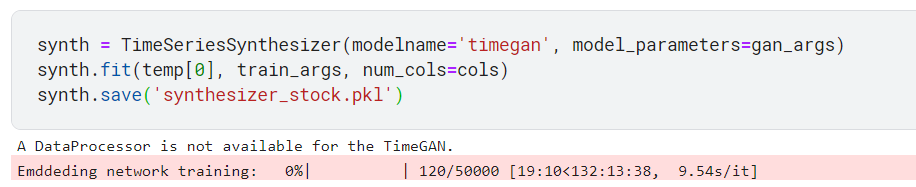 synth = TimeSeriesSynthesizer(modelname='timegan', model_parameters=gan_args)
synth.fit(temp[0], train_args, num_cols=cols)
synth.save('synthesizer_stock.pkl')
A DataProcessor is not available for the TimeGAN.
Emddeding network training:   0%|          | 120/50000 [19:10<132:13:38,  9.54s/it]